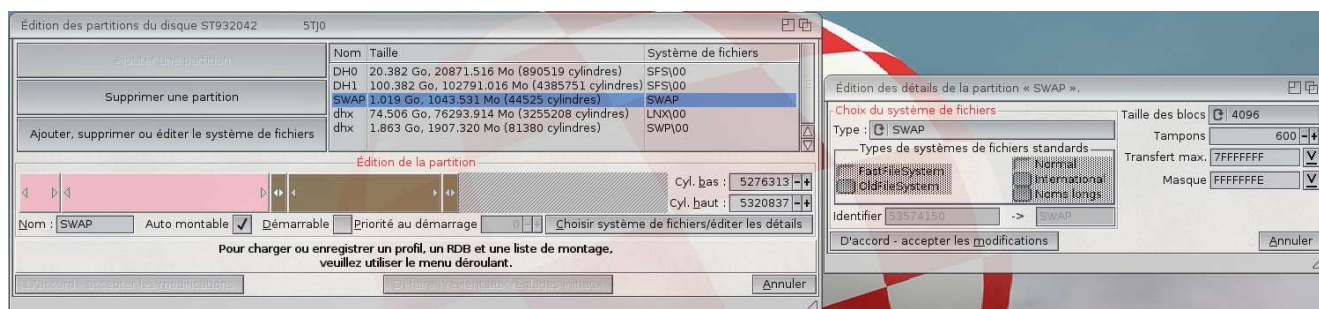 Édition des partitions du disque ST932042 5TJ0
Ajouter une partition
Supprimer une partition
Ajouter, supprimer ou éditer le système de fichiers
Nom Taille Système de fichiers
DH0 20.382 Go, 20871.516 Mo (890519 cylindres) SFS\00
DH1 100.382 Go, 102791.016 Mo (4385751 cylindres) SFS\00
SWAP 1.019 Go, 1043.531 Mo (44525 cylindres) SWAP
dhx 74.506 Go, 76293.914 Mo (3255208 cylindres) LNX\00
dhx 1.863 Go, 1907.320 Mo (81380 cylindres) SWP\00
Édition de la partition
Cyl. bas : 5276313
Cyl. haut : 5320837
Nom : SWAP Auto montable Démarrable Priorité au démarrage 0 Choisir système de fichiers/éditer les détails
Pour charger ou enregistrer un profil, un RDB et une liste de montage,
veuillez utiliser le menu déroulant.
D'accord - accepter les modifications
Annuler
Édition des détails de la partition « SWAP ».
Choix du système de fichiers
Type : SWAP
Types de systèmes de fichiers standards
FastFileSystem
OldFileSystem
Normal
International
Noms longs
Identifier 53574150 -> SWAP
D'accord - accepter les modifications
Taille des blocs 4096
Tampons 600
Transfert max. 7FFFFFFF
Masque FFFFFFFE
Annuler